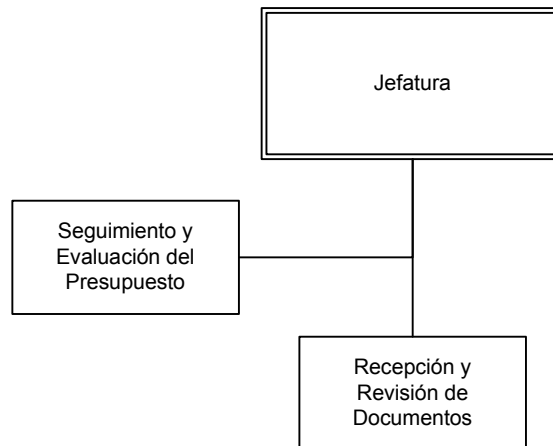 Jefatura
Seguimiento y
Evaluación del
Presupuesto
Recepción y
Revisión de
Documentos